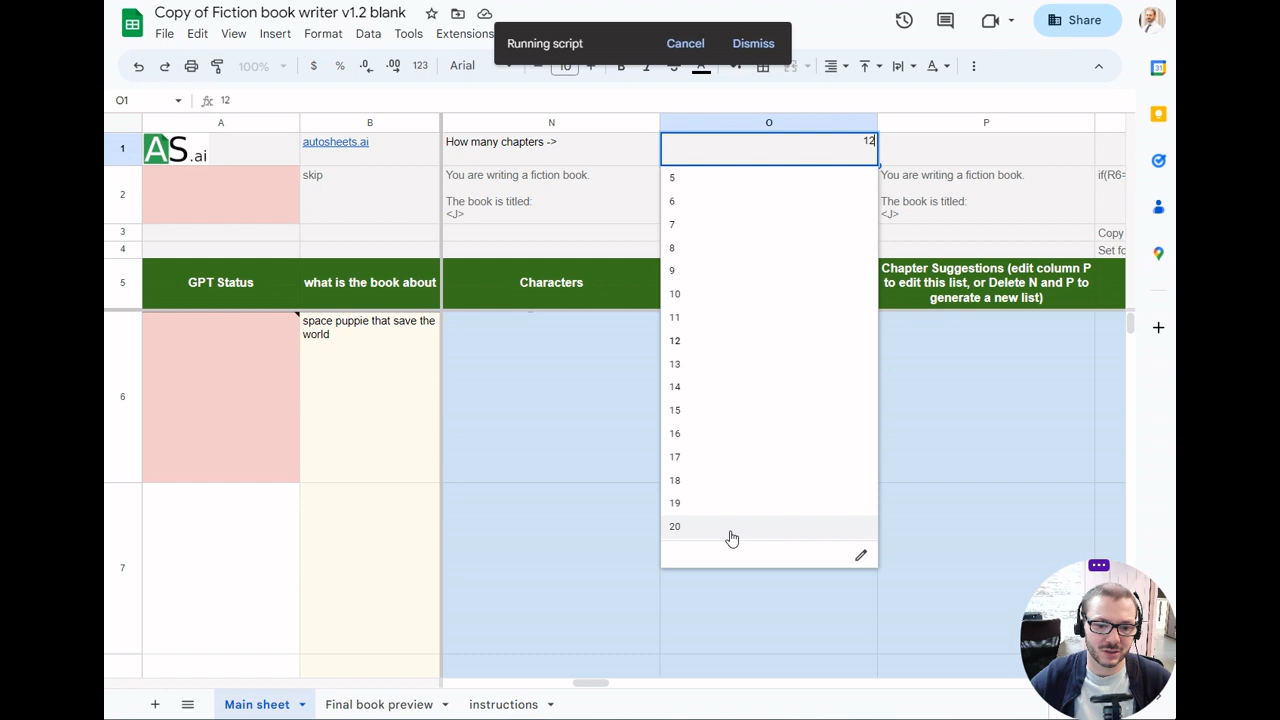 Copy of Fiction book writer v1.2 blank
Share
File Edit View Insert Format Data Tools Extensions
Running script Cancel Dismiss
100% $ % .0 .00 123 Arial 10 B I S A
O1 fx 12
A B N O P
1 AS.ai autosheets.ai How many chapters -> 12
2 skip You are writing a fiction book. You are writing a fiction book. if(R6=
The book is titled: The book is titled:
<J> <J>
3 Copy
4 Set fo
5 GPT Status what is the book about Characters Chapter Suggestions (edit column P
to edit this list, or Delete N and P to
generate a new list)
6 space puppie that save the
world
7
5
6
7
8
9
10
11
12
13
14
15
16
17
18
19
20
Main sheet Final book preview instructions